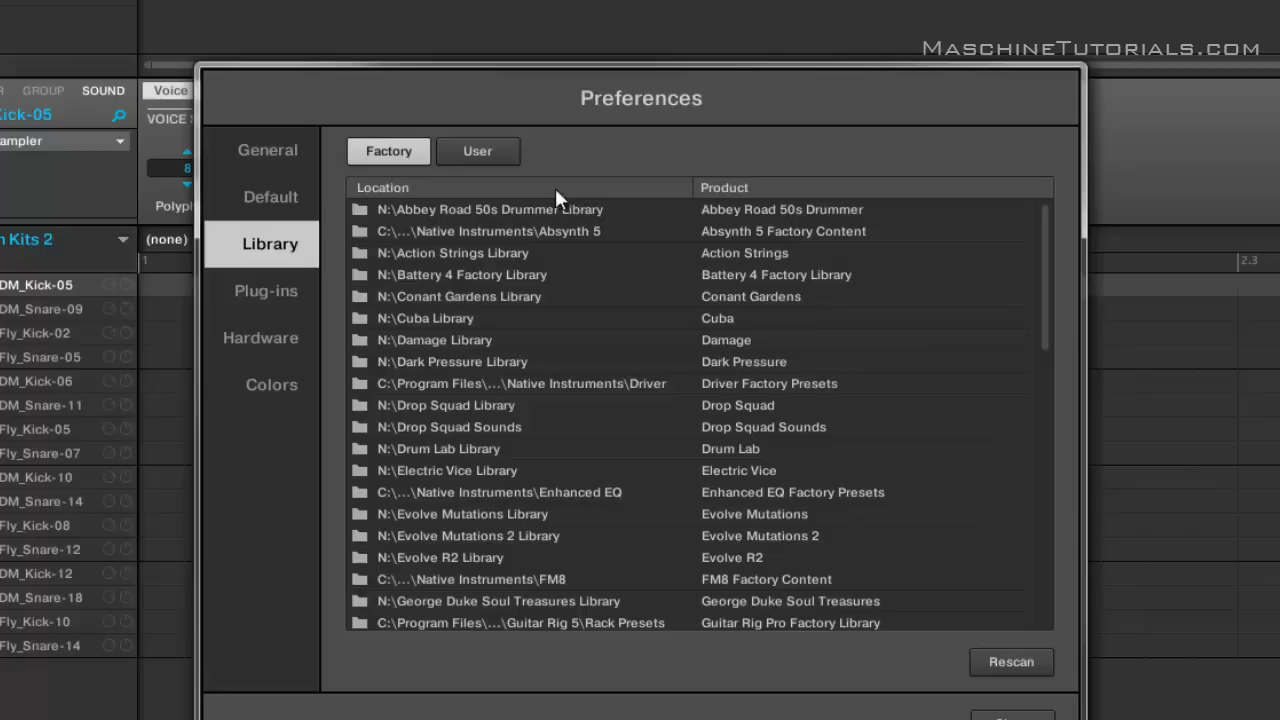 MaschineTutorials.com
Preferences
GROUP SOUND
Kick-05
ampler
Voice
VOICE S
8
Polyph
n Kits 2
(none)
1
2.3
DM_Kick-05
DM_Snare-09
Fly_Kick-02
Fly_Snare-05
DM_Kick-06
DM_Snare-11
Fly_Kick-05
Fly_Snare-07
DM_Kick-10
DM_Snare-14
Fly_Kick-08
Fly_Snare-12
DM_Kick-12
DM_Snare-18
Fly_Kick-10
Fly_Snare-14
General
Default
Library
Plug-ins
Hardware
Colors
Factory User
Location Product
N:\Abbey Road 50s Drummer Library Abbey Road 50s Drummer
C:\...\Native Instruments\Absynth 5 Absynth 5 Factory Content
N:\Action Strings Library Action Strings
N:\Battery 4 Factory Library Battery 4 Factory Library
N:\Conant Gardens Library Conant Gardens
N:\Cuba Library Cuba
N:\Damage Library Damage
N:\Dark Pressure Library Dark Pressure
C:\Program Files\...\Native Instruments\Driver Driver Factory Presets
N:\Drop Squad Library Drop Squad
N:\Drop Squad Sounds Drop Squad Sounds
N:\Drum Lab Library Drum Lab
N:\Electric Vice Library Electric Vice
C:\...\Native Instruments\Enhanced EQ Enhanced EQ Factory Presets
N:\Evolve Mutations Library Evolve Mutations
N:\Evolve Mutations 2 Library Evolve Mutations 2
N:\Evolve R2 Library Evolve R2
C:\...\Native Instruments\FM8 FM8 Factory Content
N:\George Duke Soul Treasures Library George Duke Soul Treasures
C:\Program Files\...\Guitar Rig 5\Rack Presets Guitar Rig Pro Factory Library
Rescan